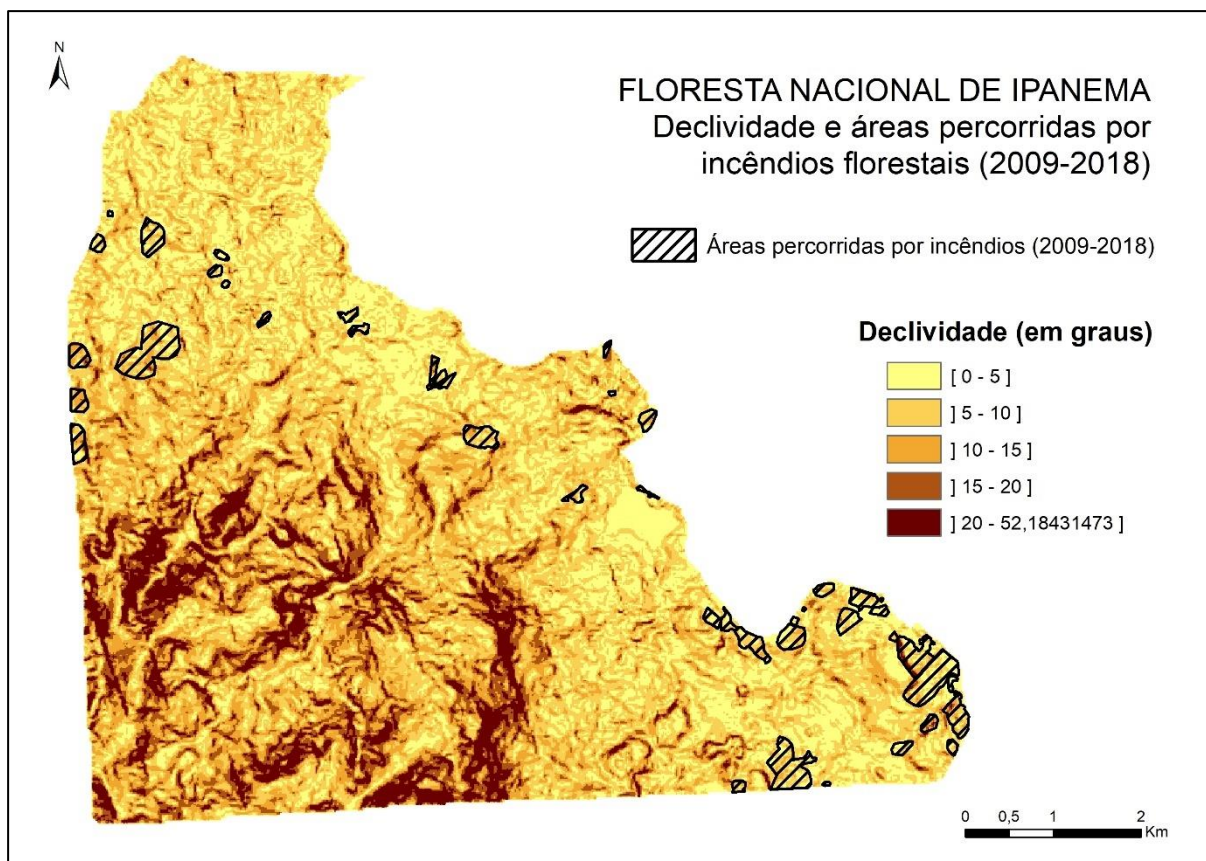 N
FLORESTA NACIONAL DE IPANEMA
Declividade e áreas percorridas por
incêndios florestais (2009-2018)
Áreas percorridas por incêndios (2009-2018)
Declividade (em graus)
[ 0 - 5 ]
] 5 - 10 ]
] 10 - 15 ]
] 15 - 20 ]
] 20 - 52,18431473 ]
0 0,5 1 2
Km